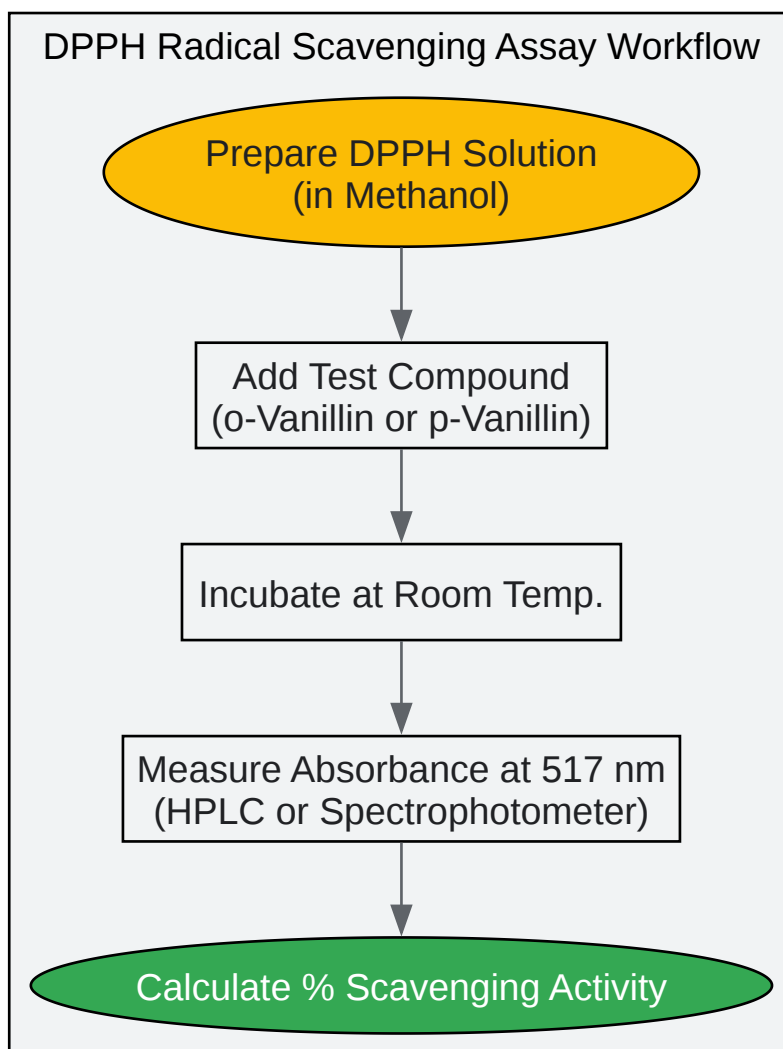 DPPH Radical Scavenging Assay Workflow
Prepare DPPH Solution
(in Methanol)
Add Test Compound
(o-Vanillin or p-Vanillin)
Incubate at Room Temp.
Measure Absorbance at 517 nm
(HPLC or Spectrophotometer)
Calculate % Scavenging Activity